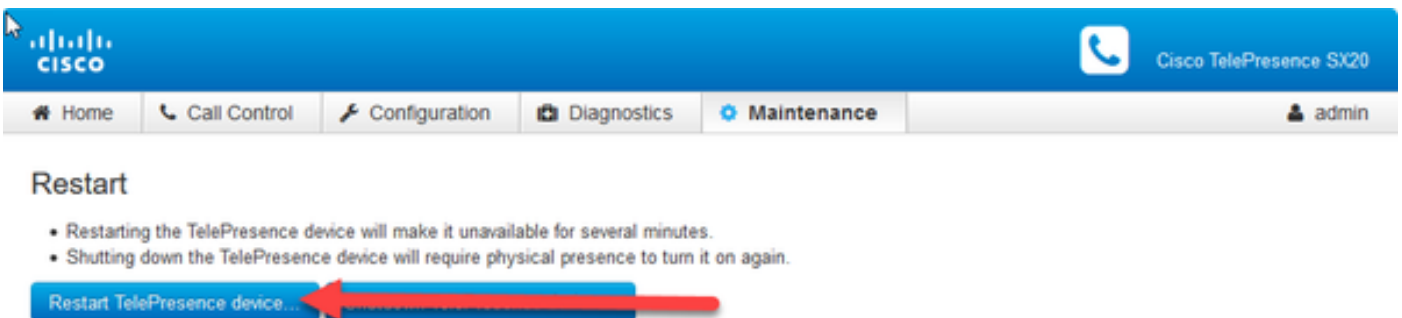 CISCO
Cisco TelePresence SX20
Home Call Control Configuration Diagnostics Maintenance admin
Restart
• Restarting the TelePresence device will make it unavailable for several minutes.
• Shutting down the TelePresence device will require physical presence to turn it on again.
Restart TelePresence device...